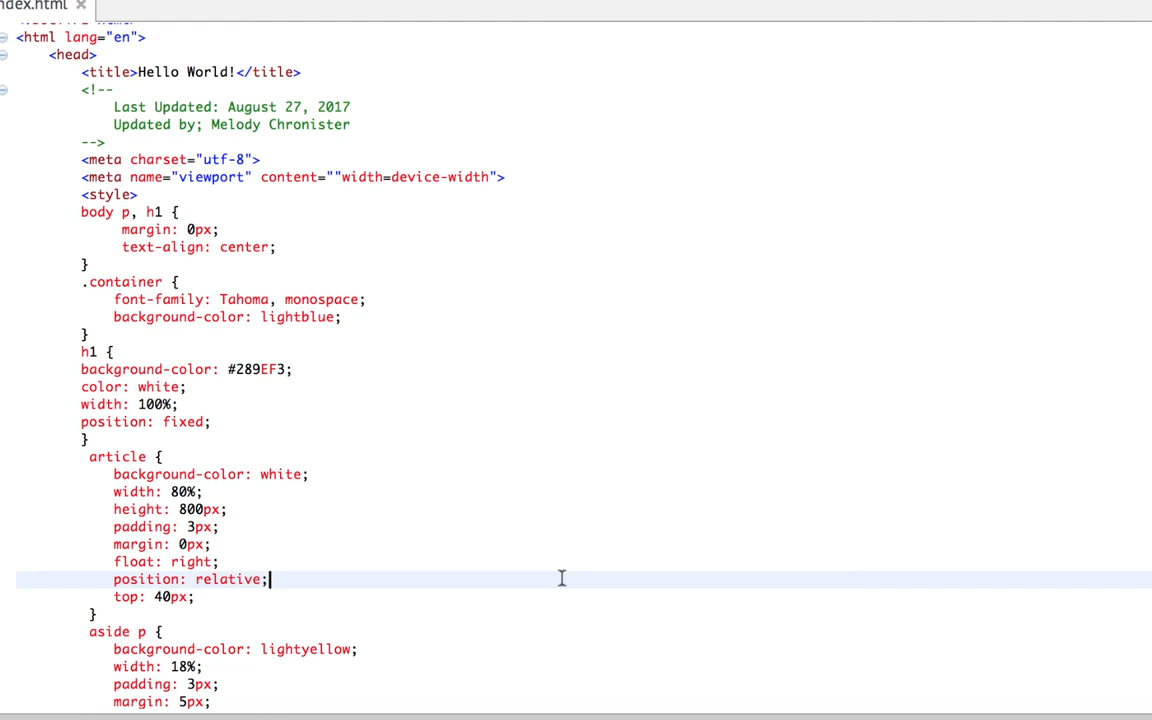 ndex.html
<html lang="en">
<head>
<title>Hello World!</title>
<!--
Last Updated: August 27, 2017
Updated by; Melody Chronister
-->
<meta charset="utf-8">
<meta name="viewport" content=""width=device-width">
<style>
body p, h1 {
margin: 0px;
text-align: center;
}
.container {
font-family: Tahoma, monospace;
background-color: lightblue;
}
h1 {
background-color: #289EF3;
color: white;
width: 100%;
position: fixed;
}
article {
background-color: white;
width: 80%;
height: 800px;
padding: 3px;
margin: 0px;
float: right;
position: relative;
top: 40px;
}
aside p {
background-color: lightyellow;
width: 18%;
padding: 3px;
margin: 5px;